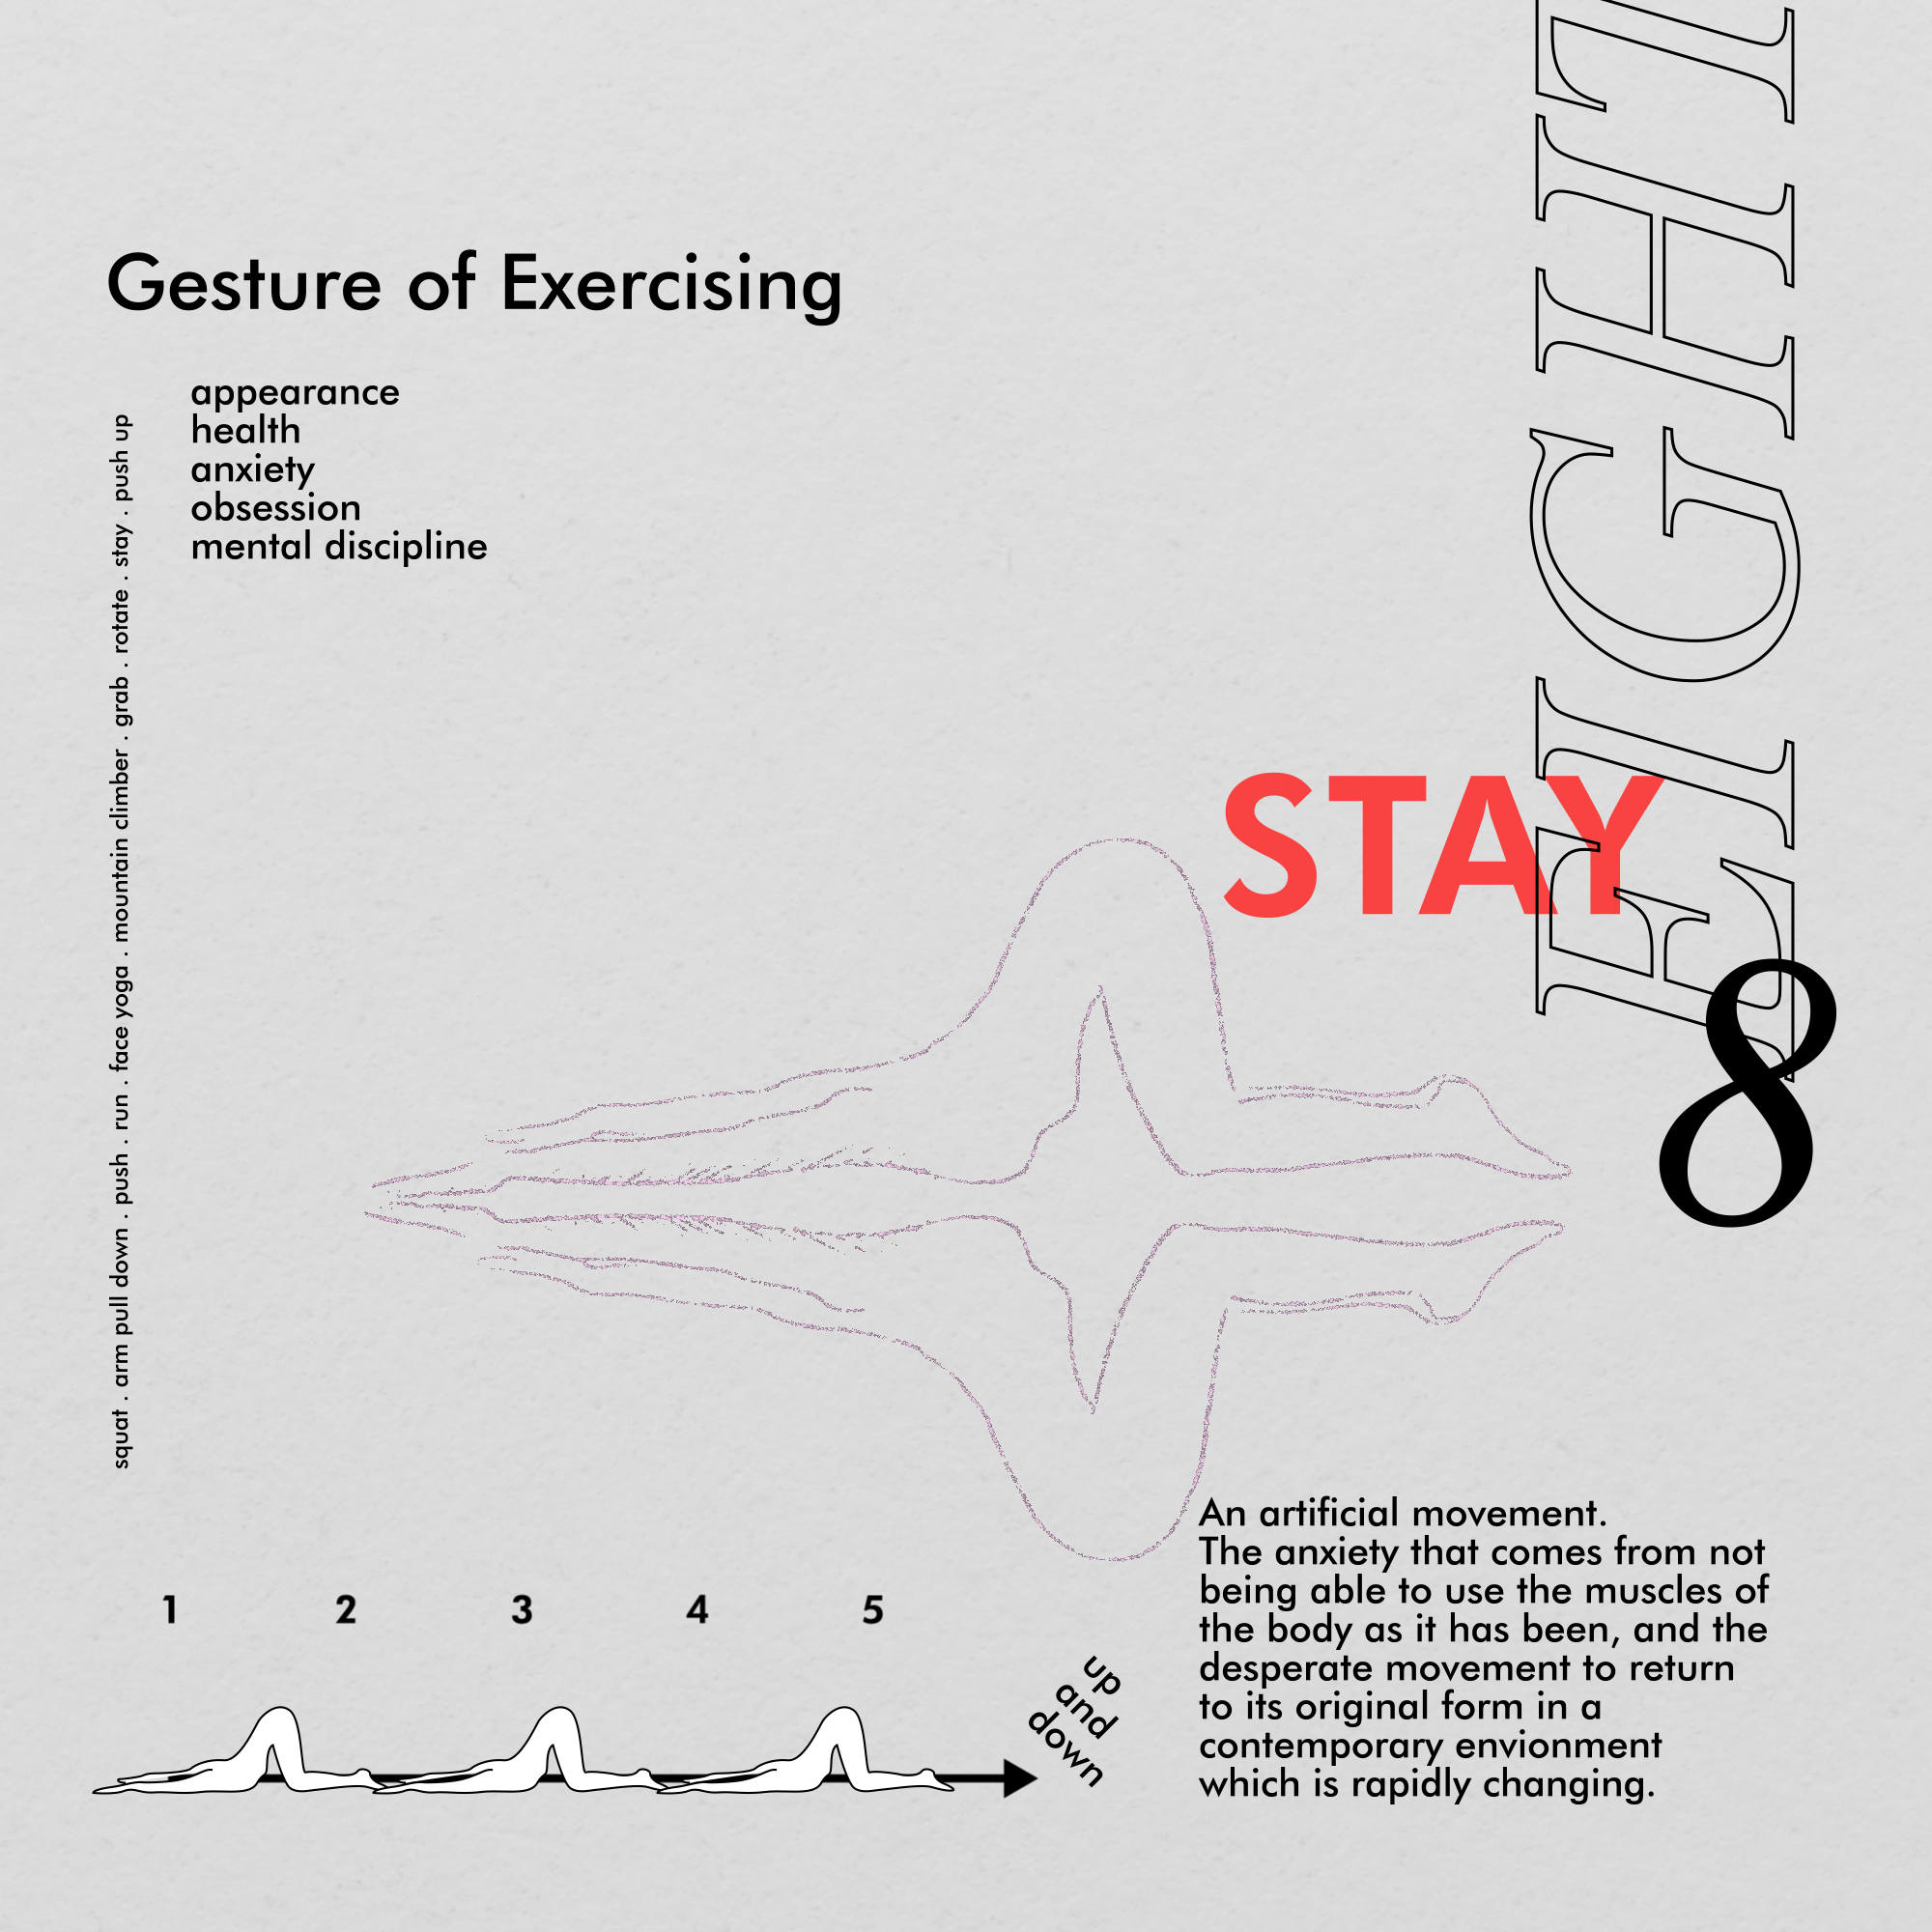 EIGHT
Gesture of Exercising
appearance
health
anxiety
obsession
mental discipline
squat . arm pull down . push . run . face yoga . mountain climber . grab . rotate . stay . push up
STAY
8
An artificial movement.
The anxiety that comes from not
being able to use the muscles of
the body as it has been, and the
desperate movement to return
to its original form in a
contemporary envionment
which is rapidly changing.
1 2 3 4 5
up
and
down